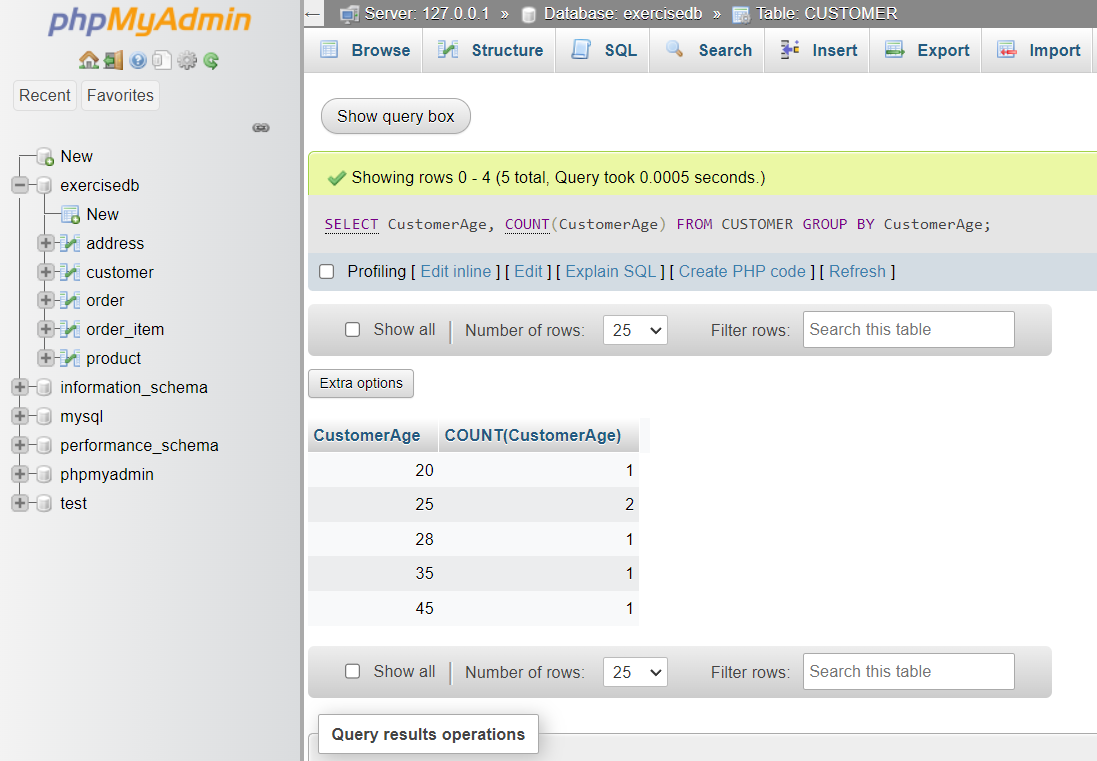 phpMyAdmin
Recent Favorites
New
exercisedb
New
address
customer
order
order_item
product
information_schema
mysql
performance_schema
phpmyadmin
test
Server: 127.0.0.1 » Database: exercisedb » Table: CUSTOMER
Browse Structure SQL Search Insert Export Import
Show query box
Showing rows 0 - 4 (5 total, Query took 0.0005 seconds.)
SELECT CustomerAge, COUNT(CustomerAge) FROM CUSTOMER GROUP BY CustomerAge;
Profiling [ Edit inline ] [ Edit ] [ Explain SQL ] [ Create PHP code ] [ Refresh ]
Show all Number of rows: 25 Filter rows: Search this table
Extra options
CustomerAge COUNT(CustomerAge)
20 1
25 2
28 1
35 1
45 1
Show all Number of rows: 25 Filter rows: Search this table
Query results operations